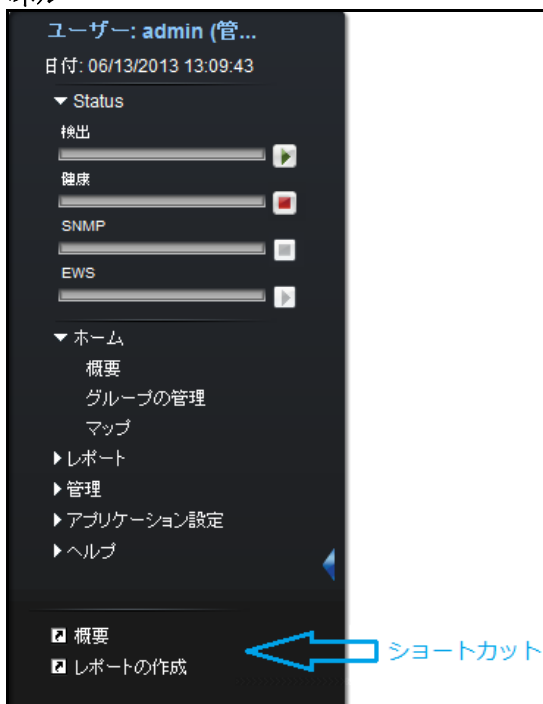 ユーザー: admin (管...
日付: 06/13/2013 13:09:43
Status
検出
健康
SNMP
EWS
ホーム
概要
グループの管理
マップ
レポート
管理
アプリケーション設定
ヘルプ
概要
レポートの作成
ショートカット